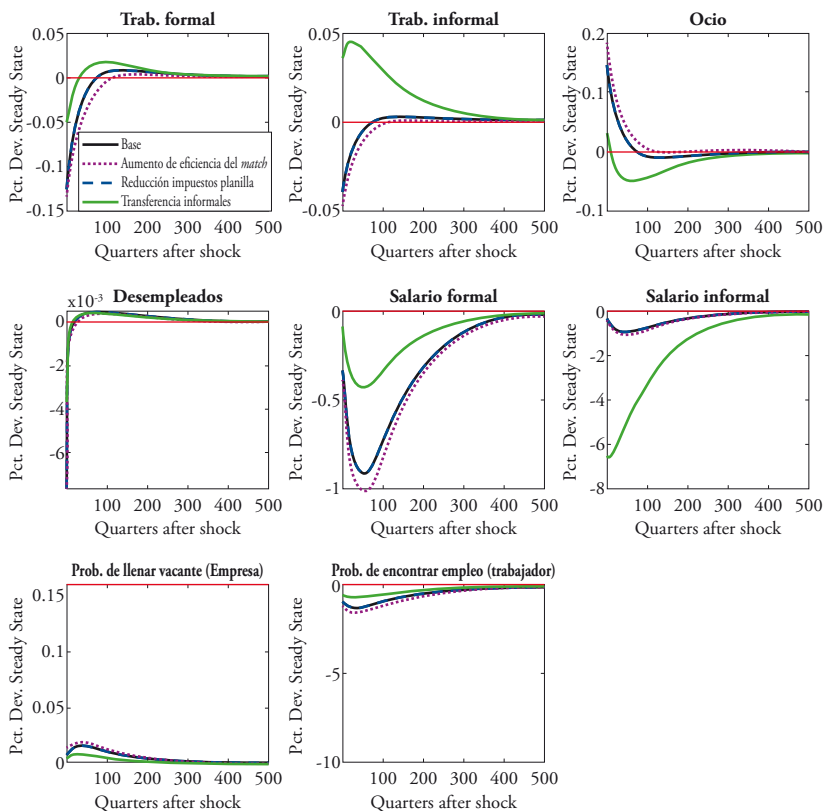 Trab. formal
Pct. Dev. Steady State
0.05
0
-0.05
-0.1
-0.15
Base
Aumento de eficiencia del match
Reducción impuestos planilla
Transferencia informales
100 200 300 400 500
Quarters after shock
Trab. informal
Pct. Dev. Steady State
0.05
0
-0.05
100 200 300 400 500
Quarters after shock
Ocio
Pct. Dev. Steady State
0.2
0.1
0
-0.1
100 200 300 400 500
Quarters after shock
Desempleados
x10-3
Pct. Dev. Steady State
0
-2
-4
-6
100 200 300 400 500
Quarters after shock
Salario formal
Pct. Dev. Steady State
0
-0.5
-1
100 200 300 400 500
Quarters after shock
Salario informal
Pct. Dev. Steady State
0
-2
-4
-6
-8
100 200 300 400 500
Quarters after shock
Prob. de llenar vacante (Empresa)
Pct. Dev. Steady State
0.15
0.1
0.05
0
100 200 300 400 500
Quarters after shock
Prob. de encontrar empleo (trabajador)
Pct. Dev. Steady State
0
-5
-10
100 200 300 400 500
Quarters after shock